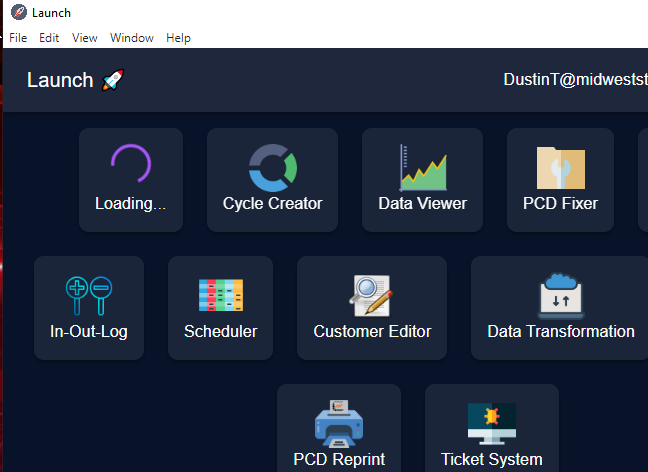 Launch
File Edit View Window Help
Launch
DustinT@midwestst
Loading...
Cycle Creator
Data Viewer
PCD Fixer
In-Out-Log
Scheduler
Customer Editor
Data Transformation
PCD Reprint
Ticket System